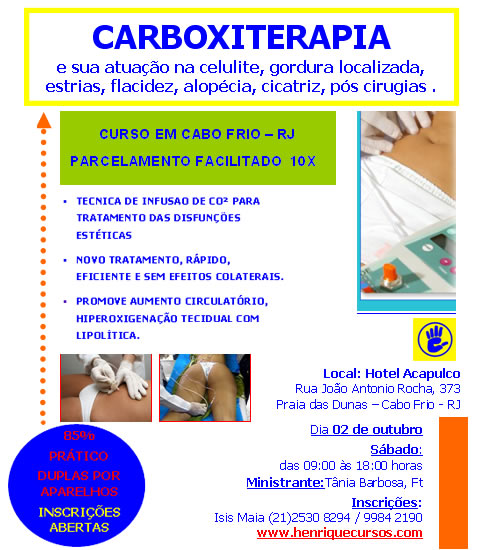 CARBOXITERAPIA
e sua atuação na celulite, gordura localizada,
estrias, flacidez, alopécia, cicatriz, pós cirugias .
CURSO EM CABO FRIO – RJ
PARCELAMENTO FACILITADO 10X
• TECNICA DE INFUSAO DE CO² PARA
TRATAMENTO DAS DISFUNÇÕES
ESTÉTICAS
• NOVO TRATAMENTO, RÁPIDO,
EFICIENTE E SEM EFEITOS COLATERAIS.
• PROMOVE AUMENTO CIRCULATÓRIO,
HIPEROXIGENAÇÃO TECIDUAL COM
LIPOLÍTICA.
85%
PRÁTICO
DUPLAS POR
APARELHOS
INSCRIÇÕES
ABERTAS
Local: Hotel Acapulco
Rua João Antonio Rocha, 373
Praia das Dunas – Cabo Frio - RJ
Dia 02 de outubro
Sábado:
das 09:00 às 18:00 horas
Ministrante:Tânia Barbosa, Ft
Inscrições:
Isis Maia (21)2530 8294 / 9984 2190
www.henriquecursos.com